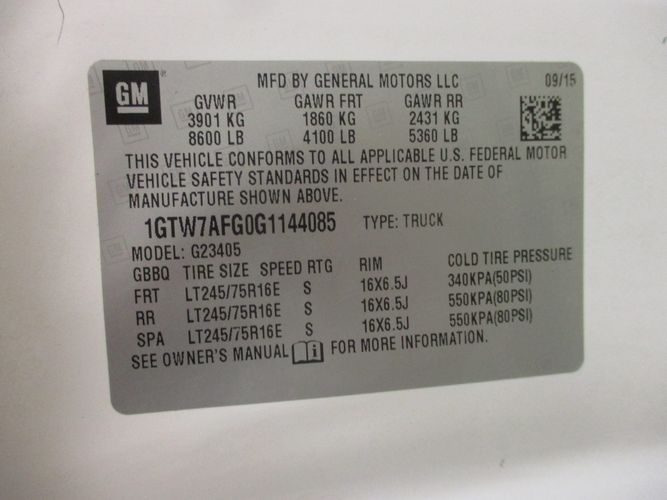 GM
MFD BY GENERAL MOTORS LLC 09/15
GVWR GAWR FRT GAWR RR
3901 KG 1860 KG 2431 KG
8600 LB 4100 LB 5360 LB
THIS VEHICLE CONFORMS TO ALL APPLICABLE U.S. FEDERAL MOTOR
VEHICLE SAFETY STANDARDS IN EFFECT ON THE DATE OF
MANUFACTURE SHOWN ABOVE.
1GTW7AFG0G1144085 TYPE: TRUCK
MODEL: G23405
GBBQ TIRE SIZE SPEED RTG RIM COLD TIRE PRESSURE
FRT LT245/75R16E S 16X6.5J 340KPA(50PSI)
RR LT245/75R16E S 16X6.5J 550KPA(80PSI)
SPA LT245/75R16E S 16X6.5J 550KPA(80PSI)
SEE OWNER'S MANUAL i FOR MORE INFORMATION.